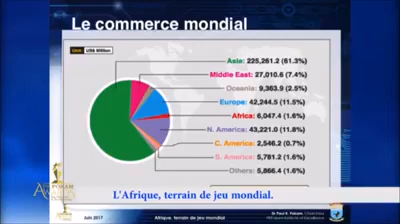 Le commerce mondial
US$ Million
Asia: 225,261.2 (61.3%)
Middle East: 27,010.6 (7.4%)
Oceania: 9,363.9 (2.5%)
Europe: 42,244.5 (11.5%)
Africa: 6,047.4 (1.6%)
N. America: 43,221.0 (11.8%)
C. America: 2,546.2 (0.7%)
S. America: 5,781.2 (1.6%)
Others: 5,866.4 (1.6%)
L'Afrique, terrain de jeu mondial.
Juin 2017
Afrique, terrain de jeu mondial